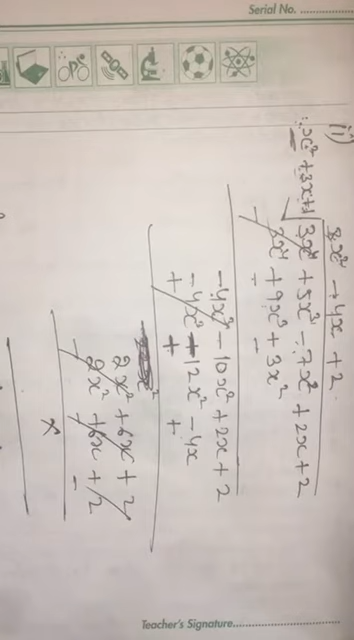 Serial No. ................
ii)
3x² - 4x + 2
x² + 3x + 1 √ 3x⁴ + 5x³ - 7x² + 2x + 2
3x⁴ + 9x³ + 3x²
- - -
-4x³ - 10x² + 2x + 2
-4x³ - 12x² - 4x
+ + +
2x² + 6x + 2
2x² + 6x + 2
- - -
x
Teacher's Signature................................